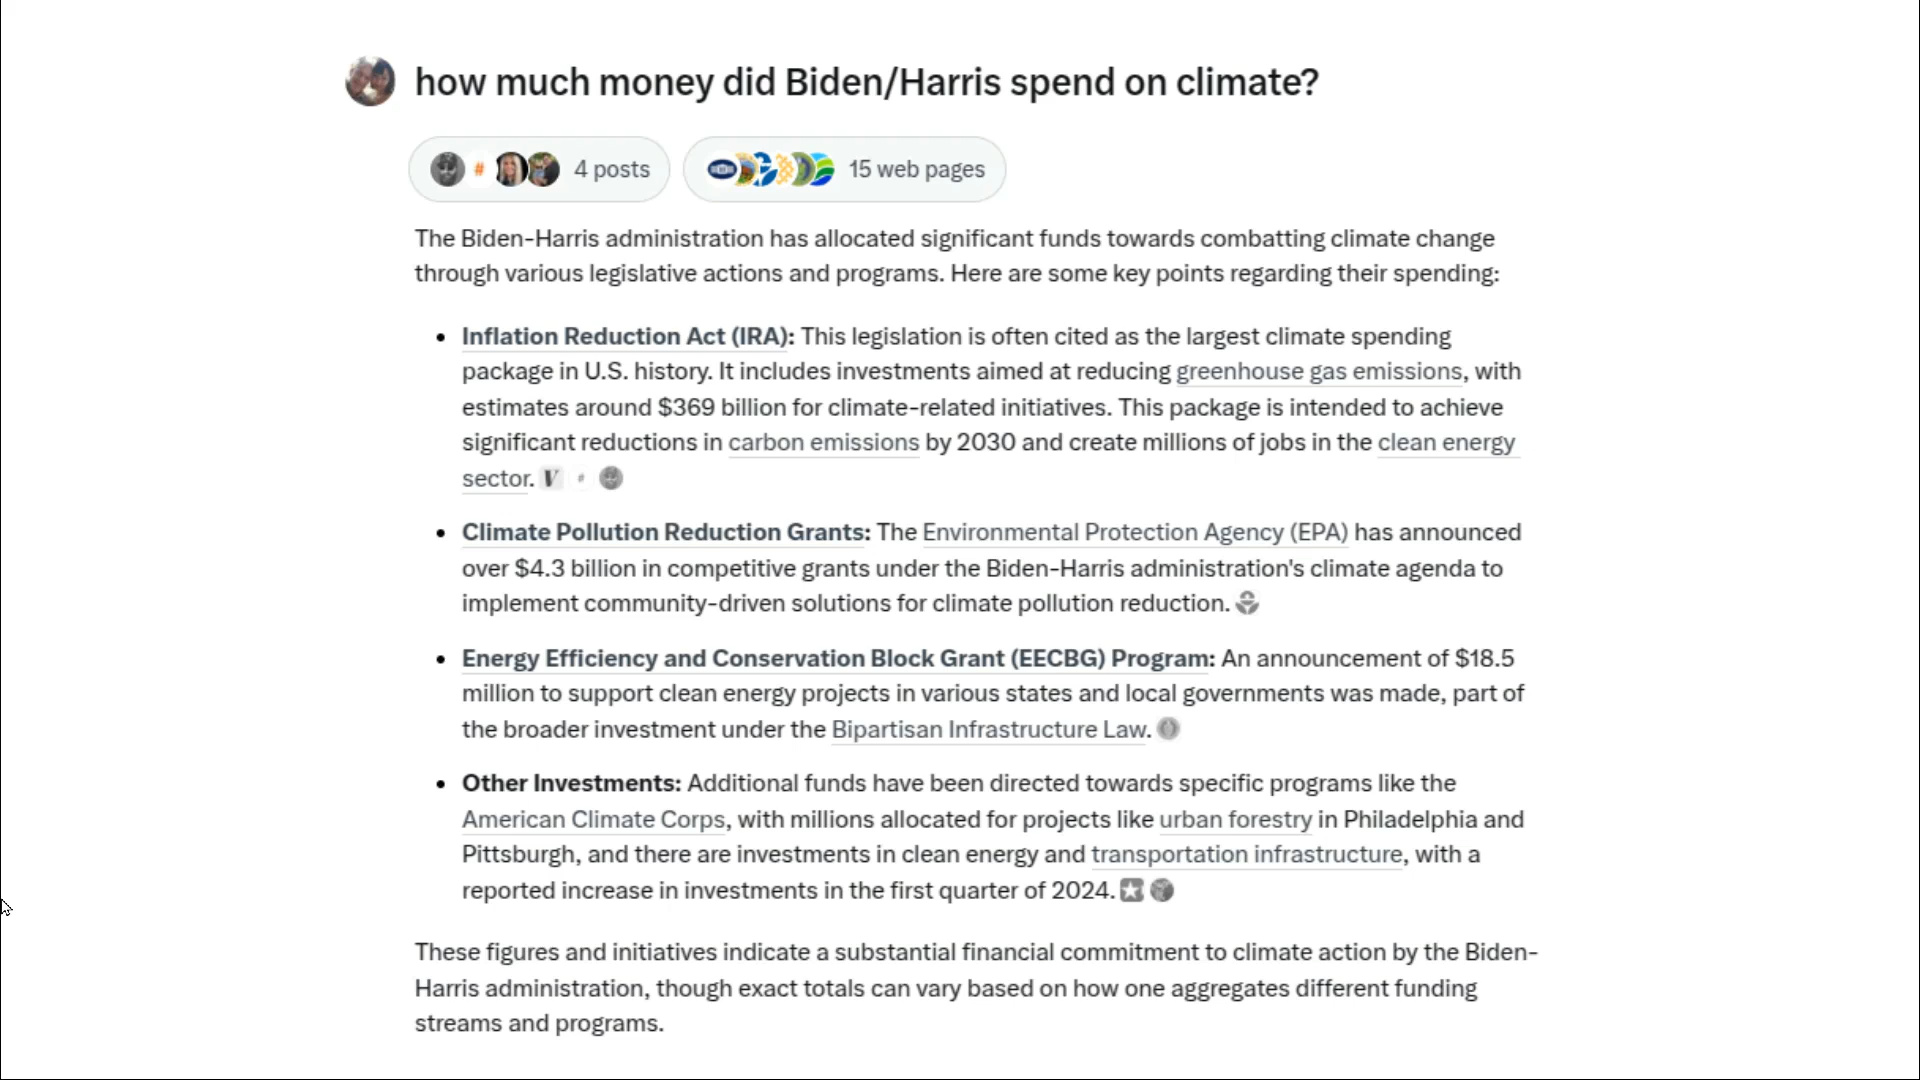 how much money did Biden/Harris spend on climate?
# 4 posts 15 web pages
The Biden-Harris administration has allocated significant funds towards combatting climate change
through various legislative actions and programs. Here are some key points regarding their spending:
• Inflation Reduction Act (IRA): This legislation is often cited as the largest climate spending
package in U.S. history. It includes investments aimed at reducing greenhouse gas emissions, with
estimates around $369 billion for climate-related initiatives. This package is intended to achieve
significant reductions in carbon emissions by 2030 and create millions of jobs in the clean energy
sector. V #
• Climate Pollution Reduction Grants: The Environmental Protection Agency (EPA) has announced
over $4.3 billion in competitive grants under the Biden-Harris administration's climate agenda to
implement community-driven solutions for climate pollution reduction.
• Energy Efficiency and Conservation Block Grant (EECBG) Program: An announcement of $18.5
million to support clean energy projects in various states and local governments was made, part of
the broader investment under the Bipartisan Infrastructure Law.
• Other Investments: Additional funds have been directed towards specific programs like the
American Climate Corps, with millions allocated for projects like urban forestry in Philadelphia and
Pittsburgh, and there are investments in clean energy and transportation infrastructure, with a
reported increase in investments in the first quarter of 2024.
These figures and initiatives indicate a substantial financial commitment to climate action by the Biden-
Harris administration, though exact totals can vary based on how one aggregates different funding
streams and programs.